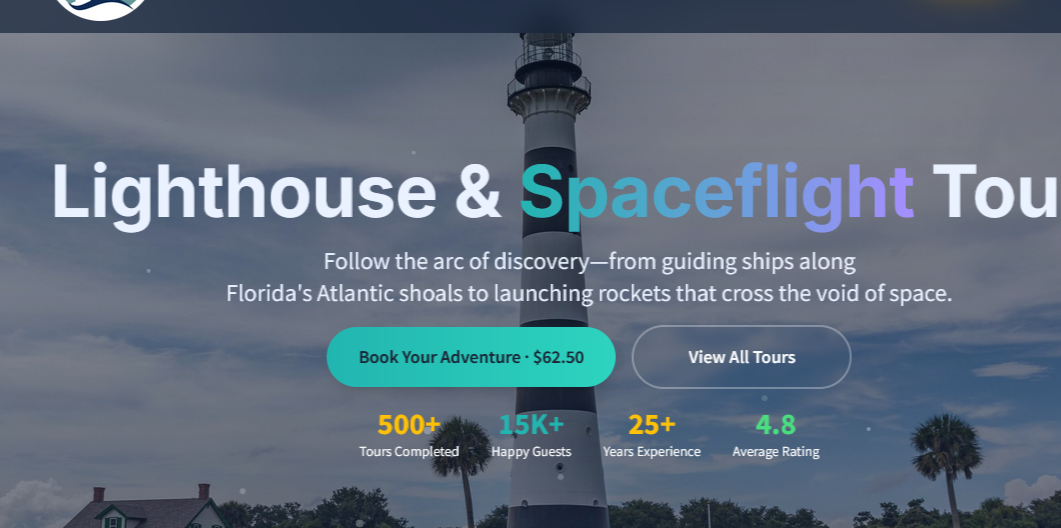 Lighthouse & Spaceflight Tou
Follow the arc of discovery—from guiding ships along
Florida's Atlantic shoals to launching rockets that cross the void of space.
Book Your Adventure · $62.50
View All Tours
500+
Tours Completed
15K+
Happy Guests
25+
Years Experience
4.8
Average Rating